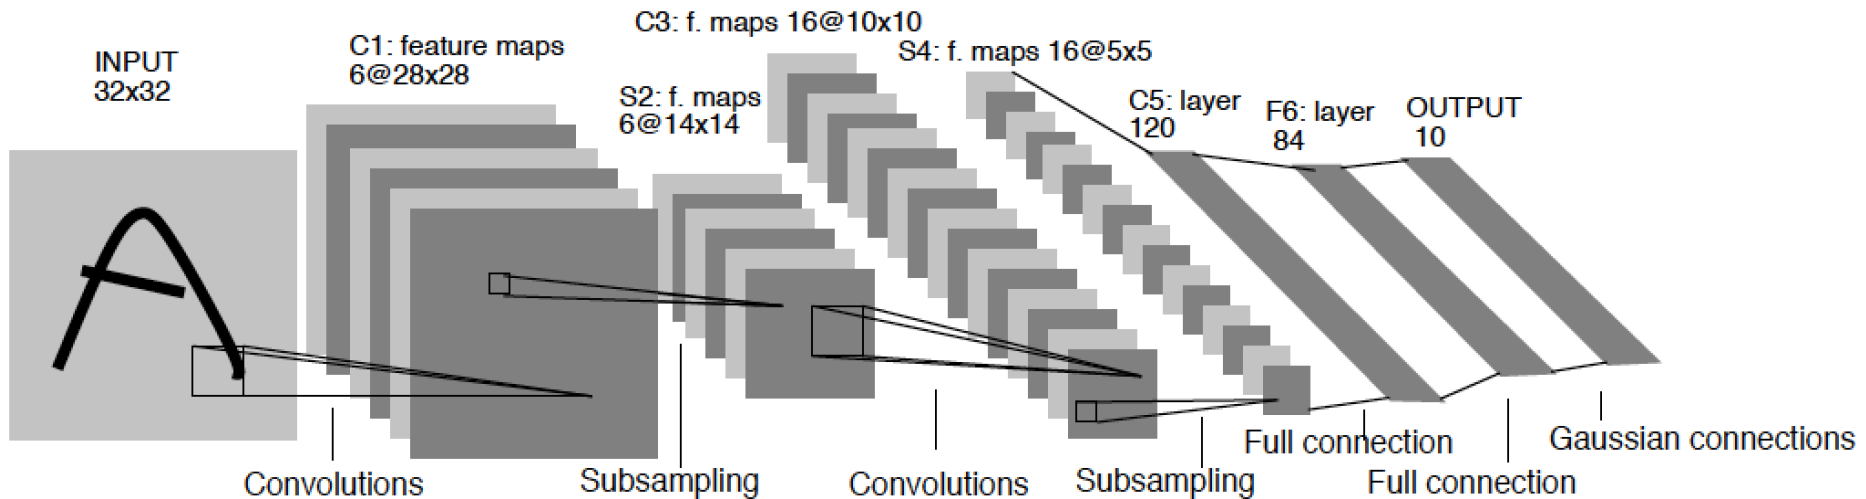 INPUT
32x32
C1: feature maps
6@28x28
S2: f. maps
6@14x14
C3: f. maps 16@10x10
S4: f. maps 16@5x5
C5: layer
120
F6: layer
84
OUTPUT
10
Convolutions
Subsampling
Convolutions
Subsampling
Full connection
Full connection
Gaussian connections